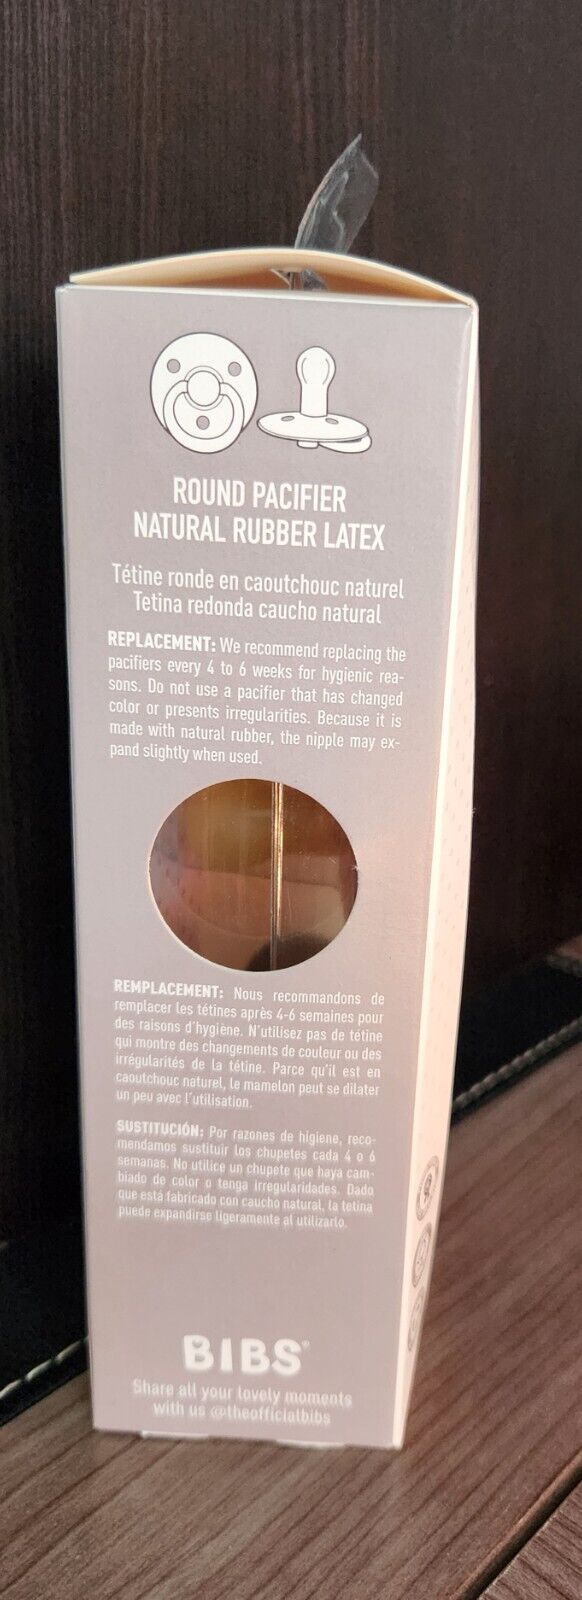 ROUND PACIFIER
NATURAL RUBBER LATEX
Tétine ronde en caoutchouc naturel
Tetina redonda caucho natural
REPLACEMENT: We recommend replacing the
pacifiers every 4 to 6 weeks for hygienic rea-
sons. Do not use a pacifier that has changed
color or presents irregularities. Because it is
made with natural rubber, the nipple may ex-
pand slightly when used.
REMPLACEMENT: Nous recommandons de
remplacer les tétines après 4-6 semaines pour
des raisons d'hygiène. N'utilisez pas de tétine
qui montre des changements de couleur ou des
irrégularités de la tétine. Parce qu'il est en
caoutchouc naturel, le mamelon peut se dilater
un peu avec l'utilisation.
SUSTITUCIÓN: Por razones de higiene, reco-
mendamos sustituir los chupetes cada 4 o 6
semanas. No utilice un chupete que haya cam-
biado de color o tenga irregularidades. Dado
que está fabricado con caucho natural, la tetina
puede expandirse ligeramente al utilizarlo.
BIBS®
Share all your lovely moments
with us @theofficialbibs